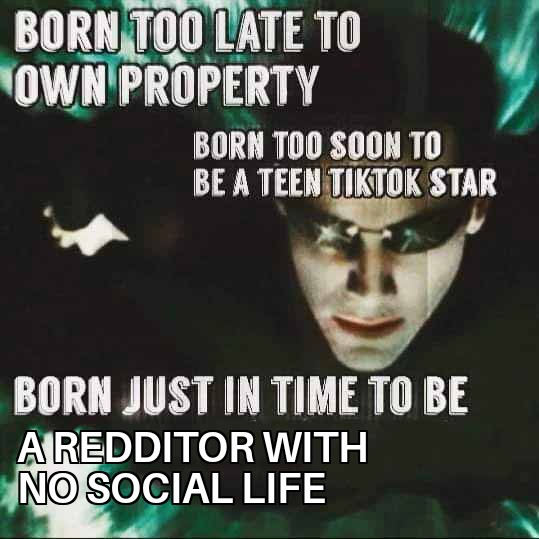 BORN TOO LATE TO
OWN PROPERTY
BORN TOO SOON TO
BE A TEEN TIKTOK STAR
BORN JUST IN TIME TO BE
A REDDITOR WITH
NO SOCIAL LIFE